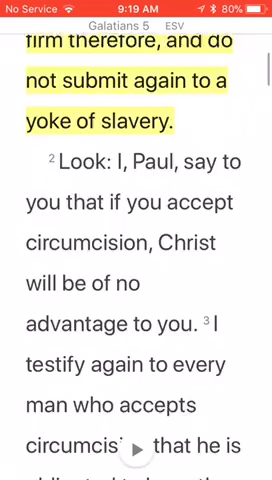 No Service 9:19 AM 80%
Galatians 5 ESV
firm therefore, and do
not submit again to a
yoke of slavery.
2 Look: I, Paul, say to
you that if you accept
circumcision, Christ
will be of no
advantage to you. 3 I
testify again to every
man who accepts
that he is